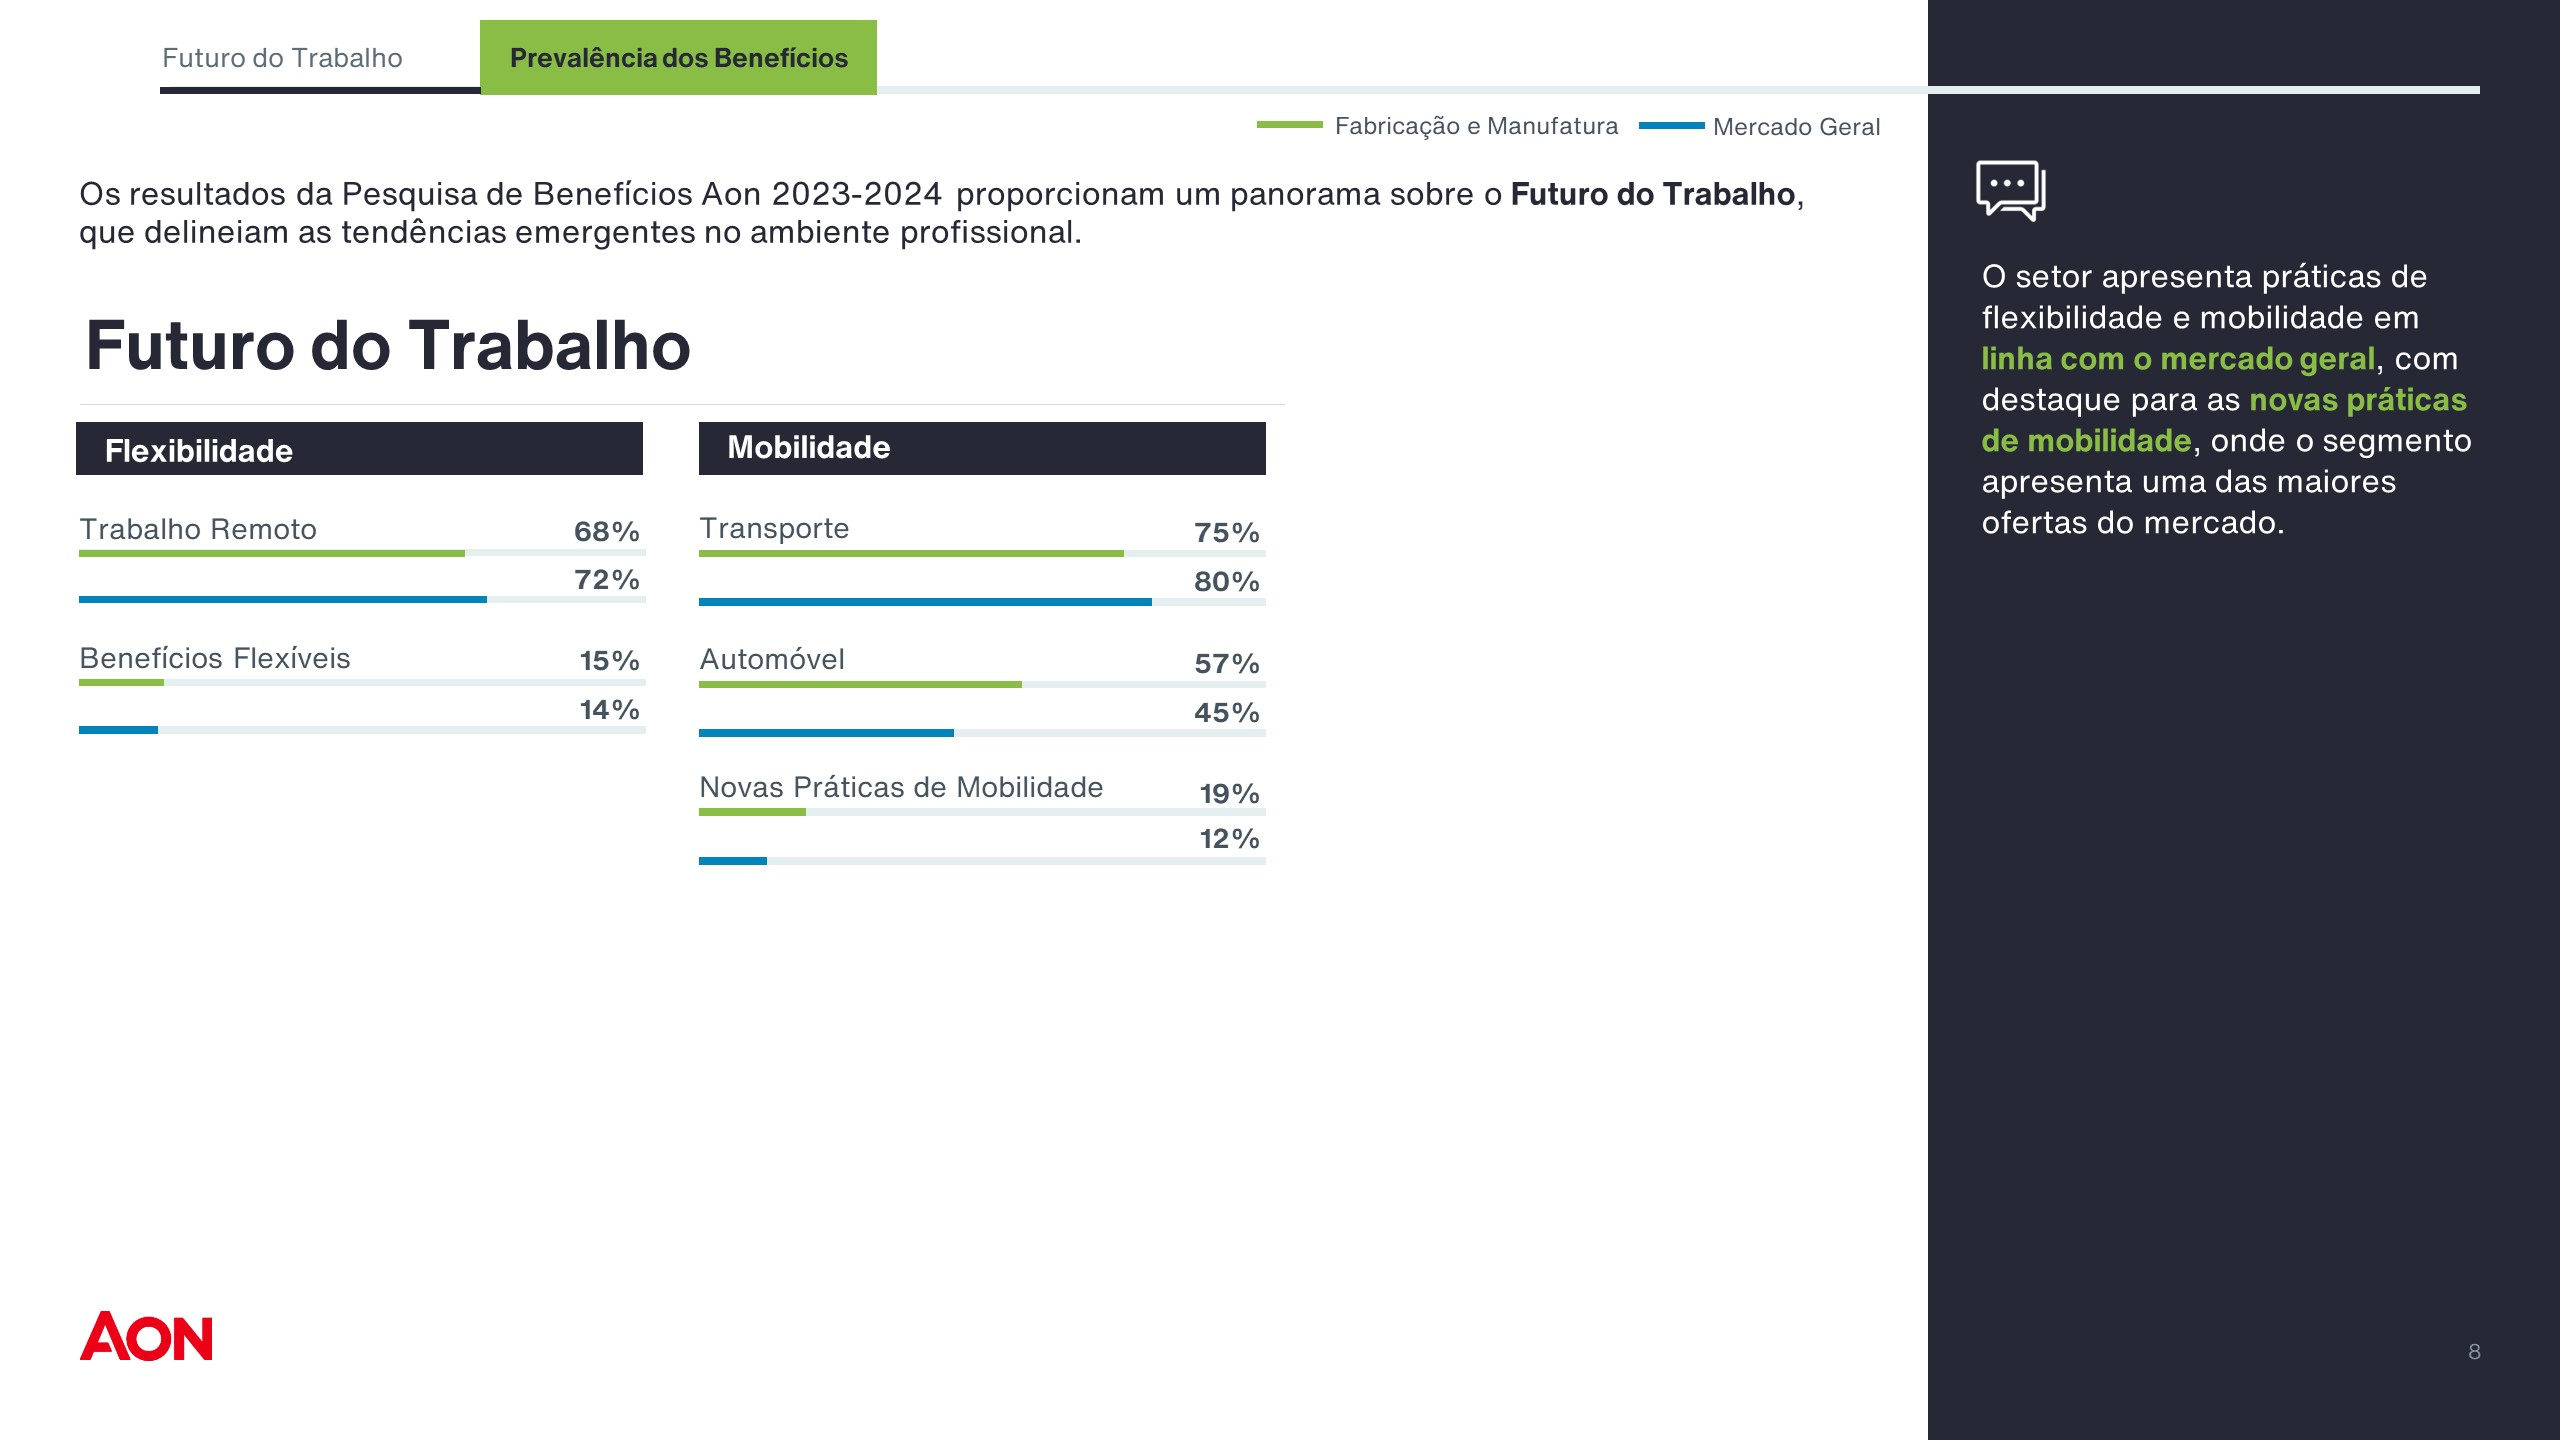 Futuro do Trabalho
Prevalência dos Benefícios
Fabricação e Manufatura
Mercado Geral
Os resultados da Pesquisa de Benefícios Aon 2023-2024 proporcionam um panorama sobre o Futuro do Trabalho,
que delineiam as tendências emergentes no ambiente profissional.
Futuro do Trabalho
Flexibilidade
Trabalho Remoto
68%
72%
Benefícios Flexíveis
15%
14%
Mobilidade
Transporte
75%
80%
Automóvel
57%
45%
Novas Práticas de Mobilidade
19%
12%
O setor apresenta práticas de
flexibilidade e mobilidade em
linha com o mercado geral, com
destaque para as novas práticas
de mobilidade, onde o segmento
apresenta uma das maiores
ofertas do mercado.
AON
8